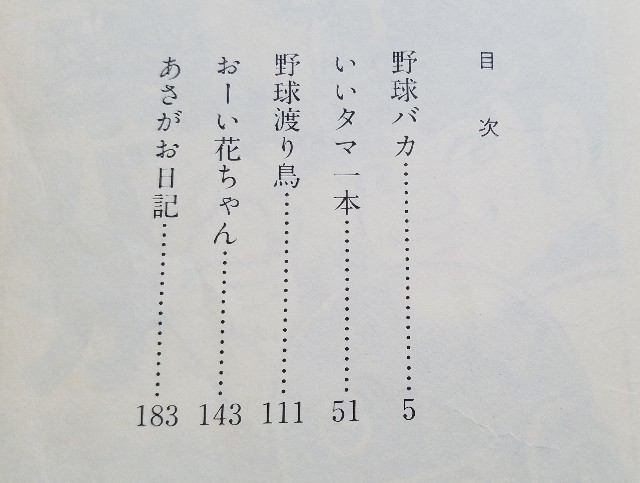 目次
野球バカ……………………5
いいタマ一本………………51
野球渡り鳥…………………111
おーい花ちゃん……………143
あさがお日記………………183